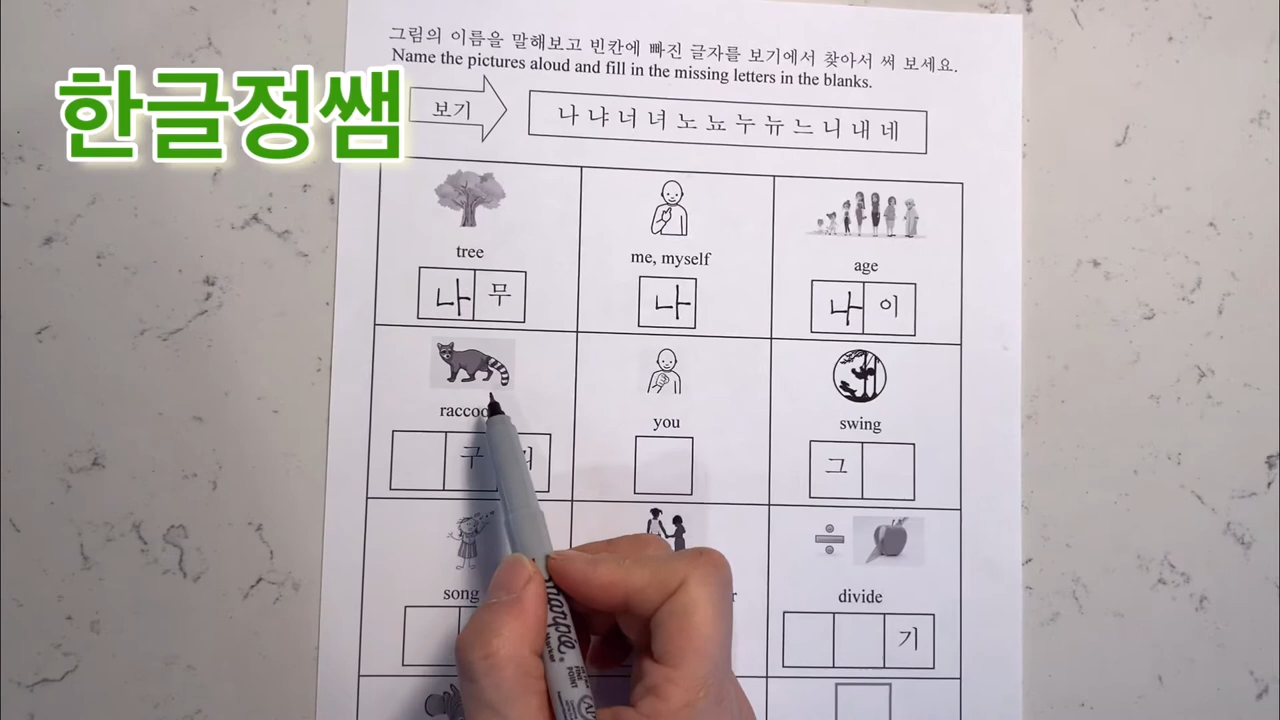 그림의 이름을 말해보고 빈칸에 빠진 글자를 보기에서 찾아서 써 보세요.
Name the pictures aloud and fill in the missing letters in the blanks.
한글정쌤
보기
나 냐 너 녀 노 뇨 누 뉴 느 니 내 네
tree
me, myself
age
나 무
나
나 이
you
swing
구
그
song
divide
기